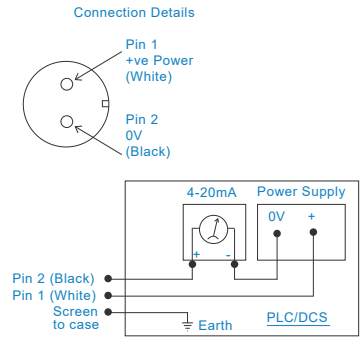 Connection Details
Pin 1
+ve Power
(White)
Pin 2
0V
(Black)
4-20mA
Power Supply
0V
+
+
-
Pin 2 (Black)
Pin 1 (White)
Screen
to case
Earth
PLC/DCS